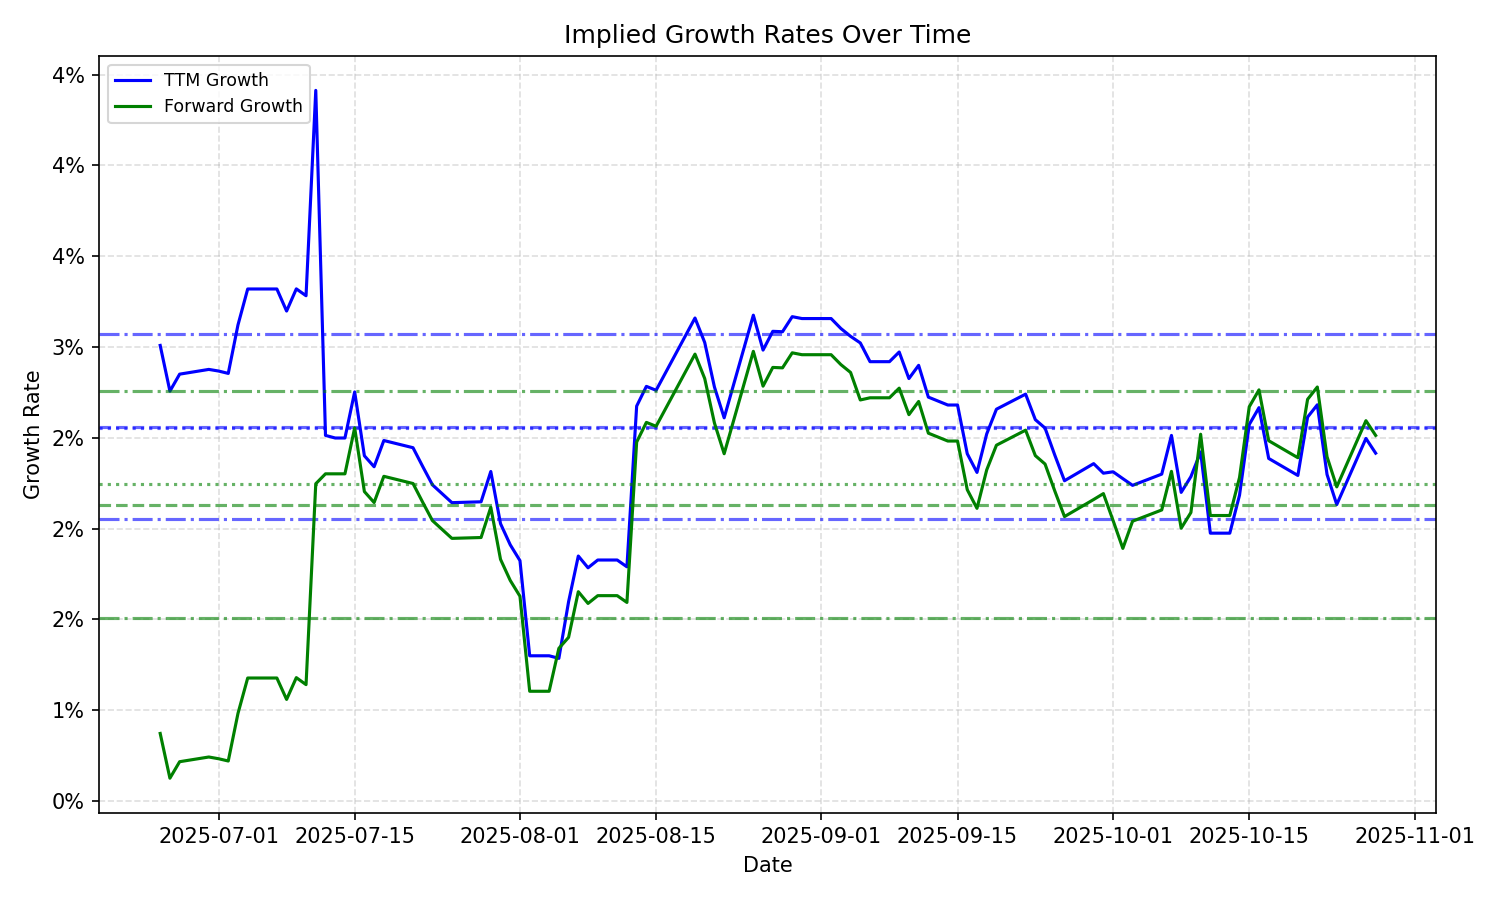 Implied Growth Rates Over Time
TTM Growth
Forward Growth
4%
4%
4%
3%
2%
2%
2%
1%
0%
Growth Rate
2025-07-01 2025-07-15 2025-08-01 2025-08-15 2025-09-01 2025-09-15 2025-10-01 2025-10-15 2025-11-01
Date